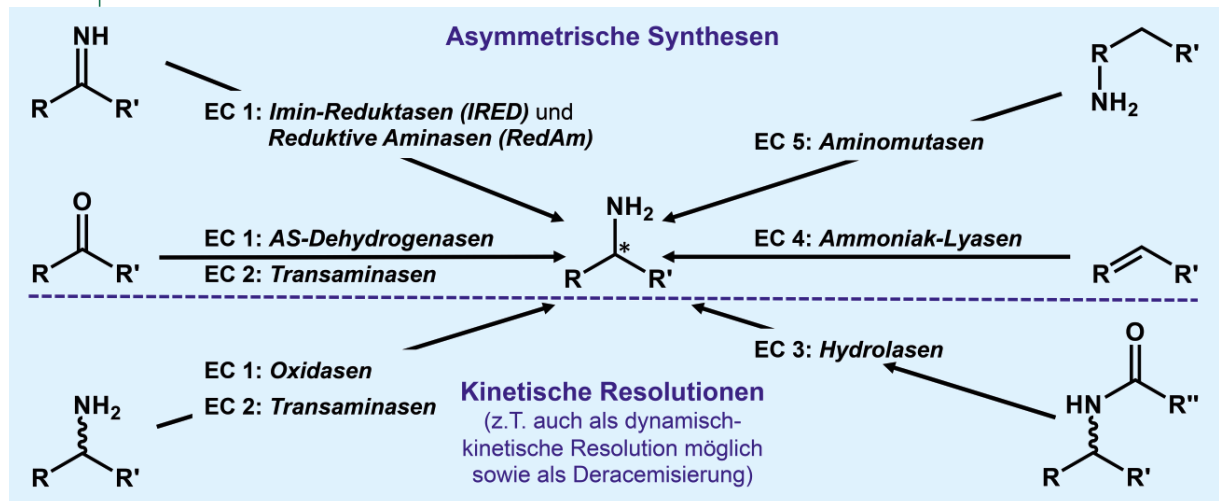 Asymmetrische Synthesen
NH
R R'
EC 1: Imin-Reduktasen (IRED) und
Reduktive Aminasen (RedAm)
R R'
NH2
EC 5: Aminomutasen
O
R R'
EC 1: AS-Dehydrogenasen
EC 2: Transaminasen
NH2
*
R R'
EC 4: Ammoniak-Lyasen
R R'
NH2
R R'
EC 1: Oxidasen
EC 2: Transaminasen
Kinetische Resolutionen
(z.T. auch als dynamisch-
kinetische Resolution möglich
sowie als Deracemisierung)
EC 3: Hydrolasen
O
HN R"
R R'